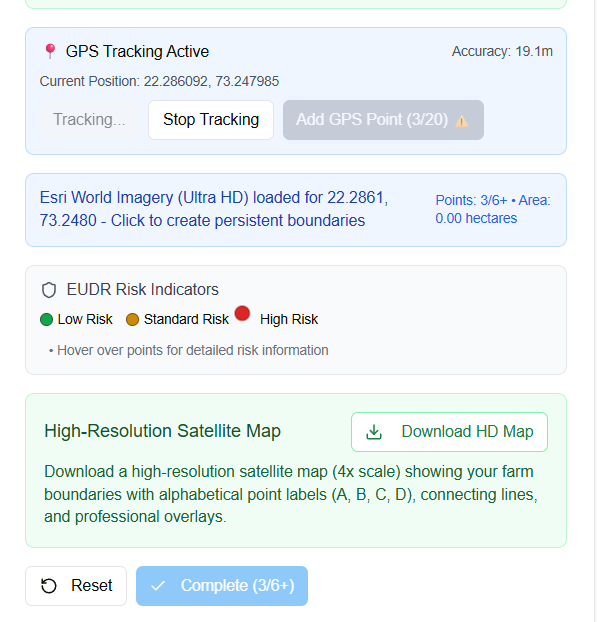 GPS Tracking Active
Accuracy: 19.1m
Current Position: 22.286092, 73.247985
Tracking...
Stop Tracking
Add GPS Point (3/20)
Esri World Imagery (Ultra HD) loaded for 22.2861,
73.2480 - Click to create persistent boundaries
Points: 3/6+ • Area:
0.00 hectares
EUDR Risk Indicators
Low Risk
Standard Risk
High Risk
• Hover over points for detailed risk information
High-Resolution Satellite Map
Download HD Map
Download a high-resolution satellite map (4x scale) showing your farm
boundaries with alphabetical point labels (A, B, C, D), connecting lines,
and professional overlays.
Reset
Complete (3/6+)